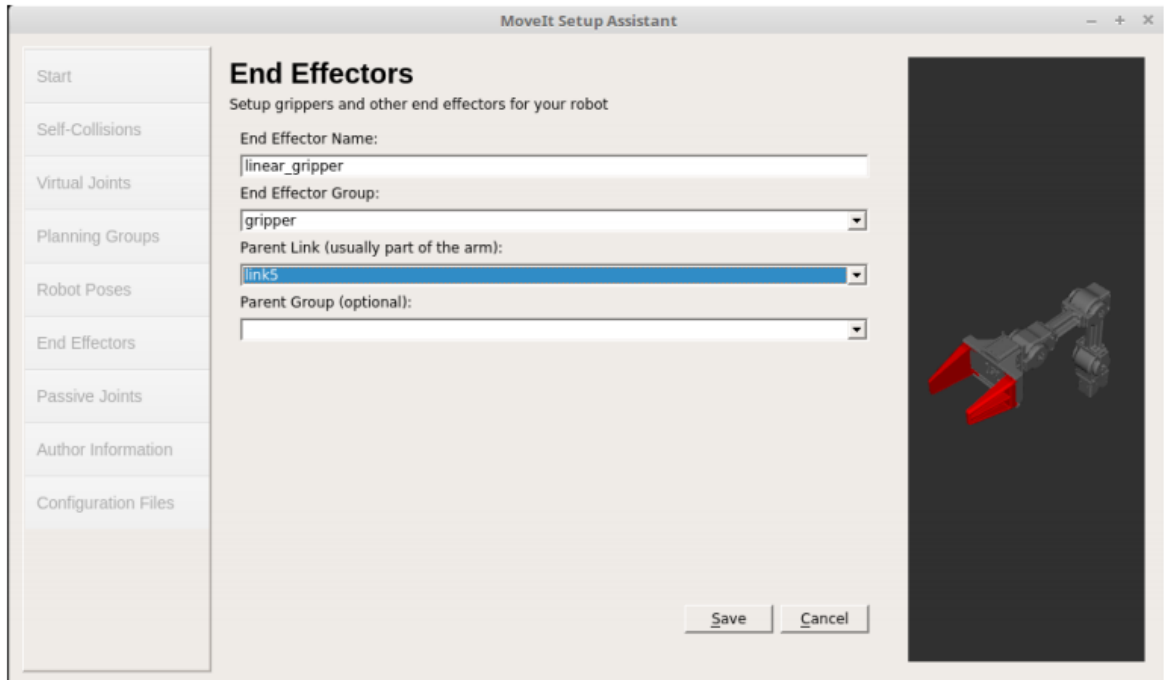 MoveIt Setup Assistant
Start
Self-Collisions
Virtual Joints
Planning Groups
Robot Poses
End Effectors
Passive Joints
Author Information
Configuration Files
End Effectors
Setup grippers and other end effectors for your robot
End Effector Name:
linear_gripper
End Effector Group:
gripper
Parent Link (usually part of the arm):
link5
Parent Group (optional):
Save
Cancel